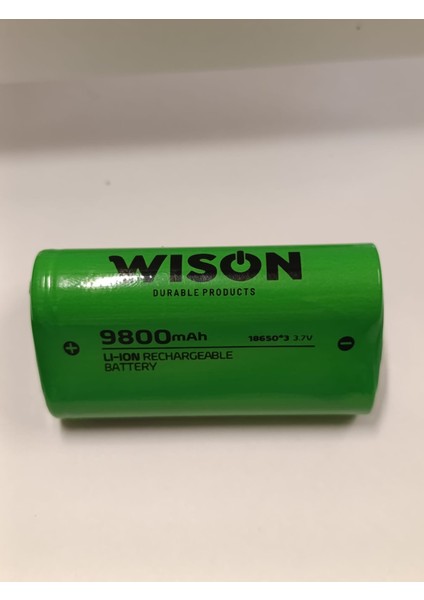 WISON
DURABLE PRODUCTS
9800mAh 18650*3 3.7V
LI-ION RECHARGEABLE
BATTERY
+ -